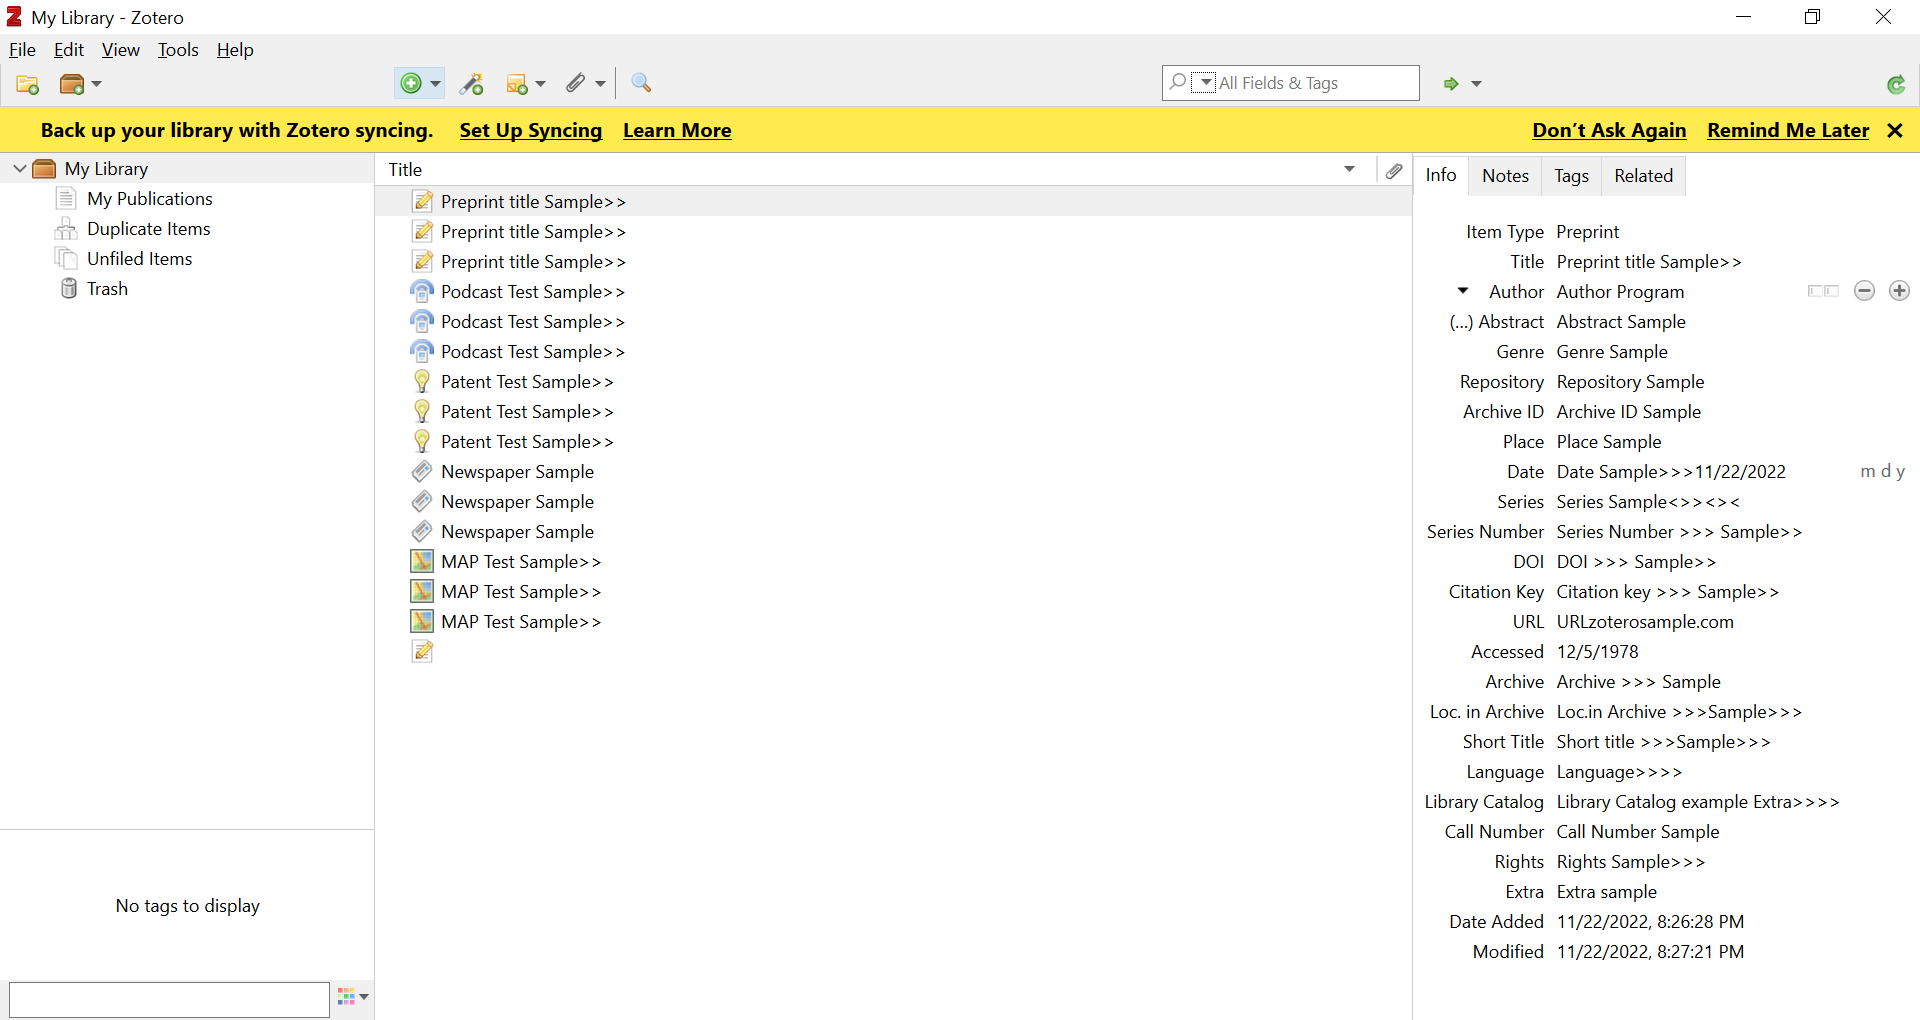 My Library - Zotero
File Edit View Tools Help
All Fields & Tags
Back up your library with Zotero syncing. Set Up Syncing Learn More Don't Ask Again Remind Me Later
My Library
My Publications
Duplicate Items
Unfiled Items
Trash
No tags to display
Title
Preprint title Sample>>
Preprint title Sample>>
Preprint title Sample>>
Podcast Test Sample>>
Podcast Test Sample>>
Podcast Test Sample>>
Patent Test Sample>>
Patent Test Sample>>
Patent Test Sample>>
Newspaper Sample
Newspaper Sample
Newspaper Sample
MAP Test Sample>>
MAP Test Sample>>
MAP Test Sample>>
Info Notes Tags Related
Item Type Preprint
Title Preprint title Sample>>
Author Author Program
(...) Abstract Abstract Sample
Genre Genre Sample
Repository Repository Sample
Archive ID Archive ID Sample
Place Place Sample
Date Date Sample>>>11/22/2022 m d y
Series Series Sample<>><><
Series Number Series Number >>> Sample>>
DOI DOI >>> Sample>>
Citation Key Citation key >>> Sample>>
URL URLzoterosample.com
Accessed 12/5/1978
Archive Archive >>> Sample
Loc. in Archive Loc.in Archive >>>Sample>>>
Short Title Short title >>>Sample>>>
Language Language>>>>
Library Catalog Library Catalog example Extra>>>>
Call Number Call Number Sample
Rights Rights Sample>>>
Extra Extra sample
Date Added 11/22/2022, 8:26:28 PM
Modified 11/22/2022, 8:27:21 PM